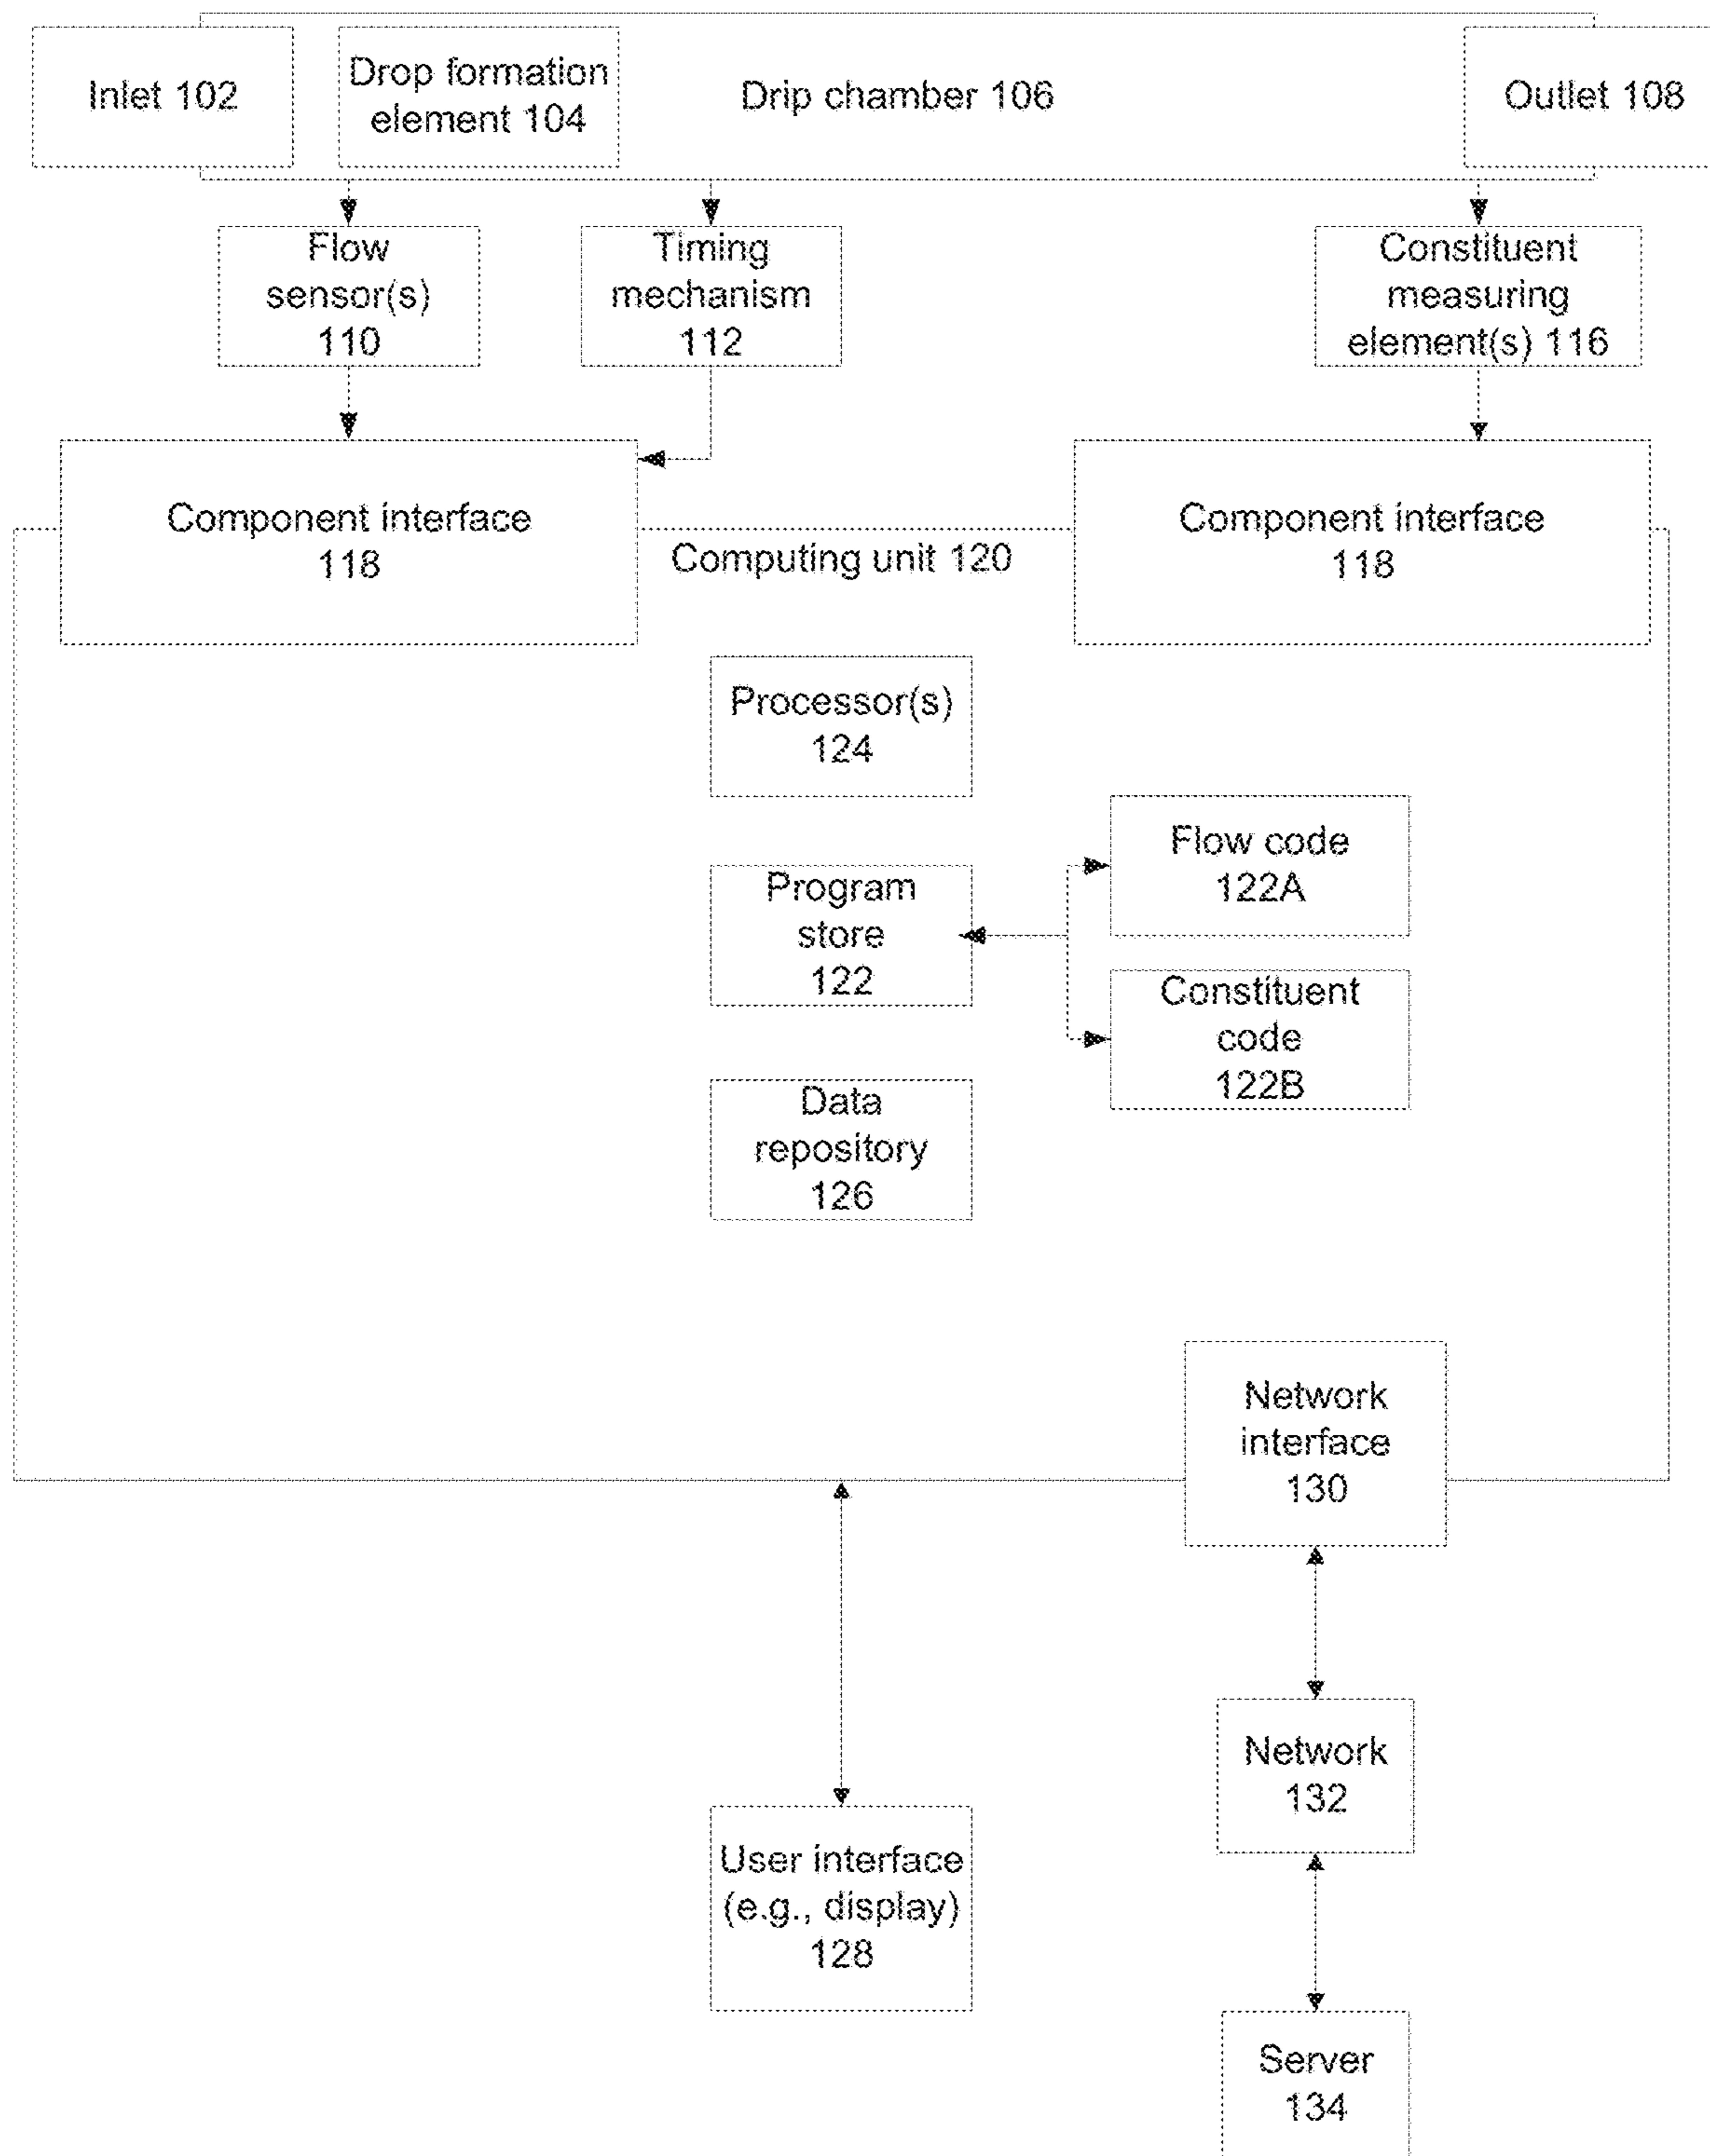 Inlet 102
Drop formation
element 104
Drip chamber 106
Outlet 108
Flow
sensor(s)
110
Timing
mechanism
112
Constituent
measuring
element(s) 116
Component interface
118
Computing unit 120
Component interface
118
Processor(s)
124
Flow code
122A
Program
store
122
Constituent
code
122B
Data
repository
126
Network
interface
130
Network
132
User interface
(e.g., display)
128
Server
134